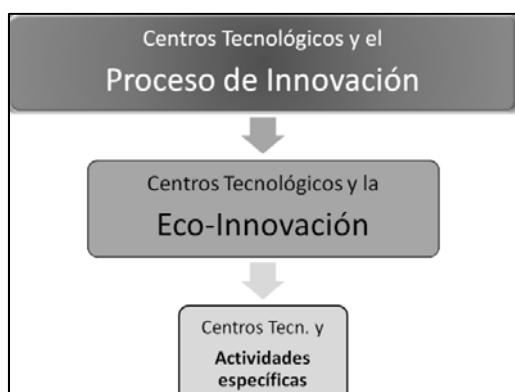 Centros Tecnológicos y el
Proceso de Innovación
Centros Tecnológicos y la
Eco-Innovación
Centros Tecn. y
Actividades
específicas